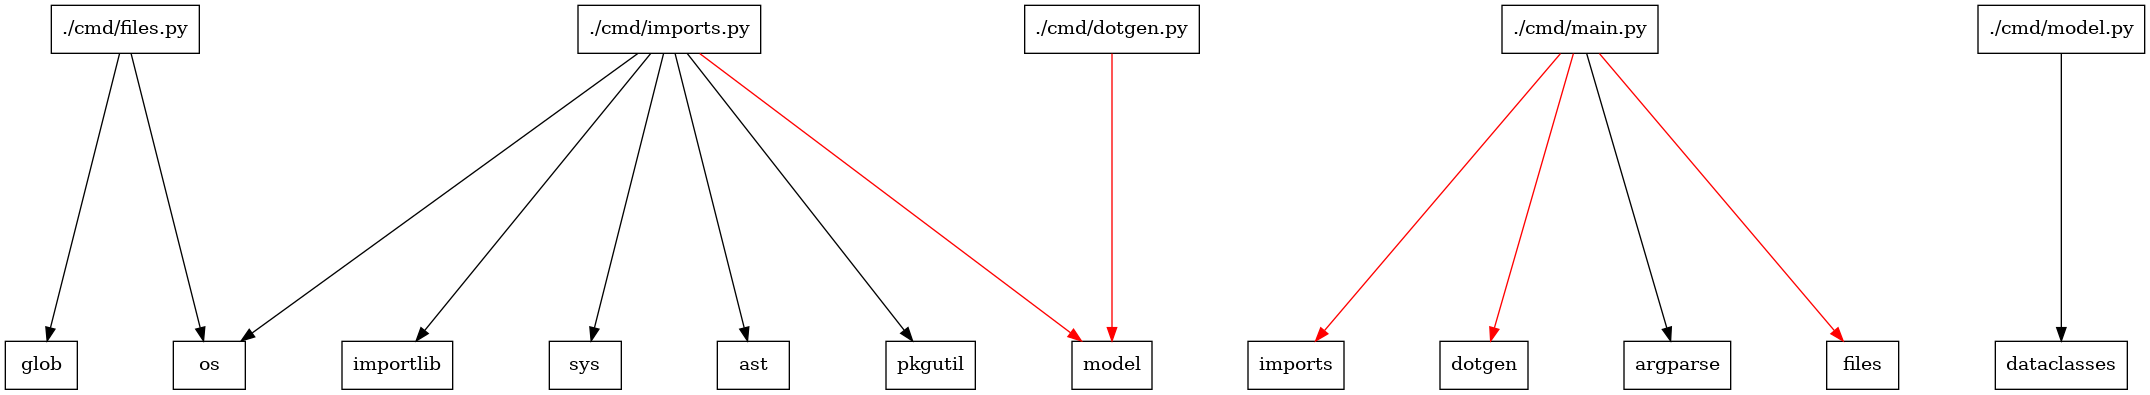 ./cmd/files.py
./cmd/imports.py
./cmd/dotgen.py
./cmd/main.py
./cmd/model.py
glob
os
importlib
sys
ast
pkgutil
model
imports
dotgen
argparse
files
dataclasses